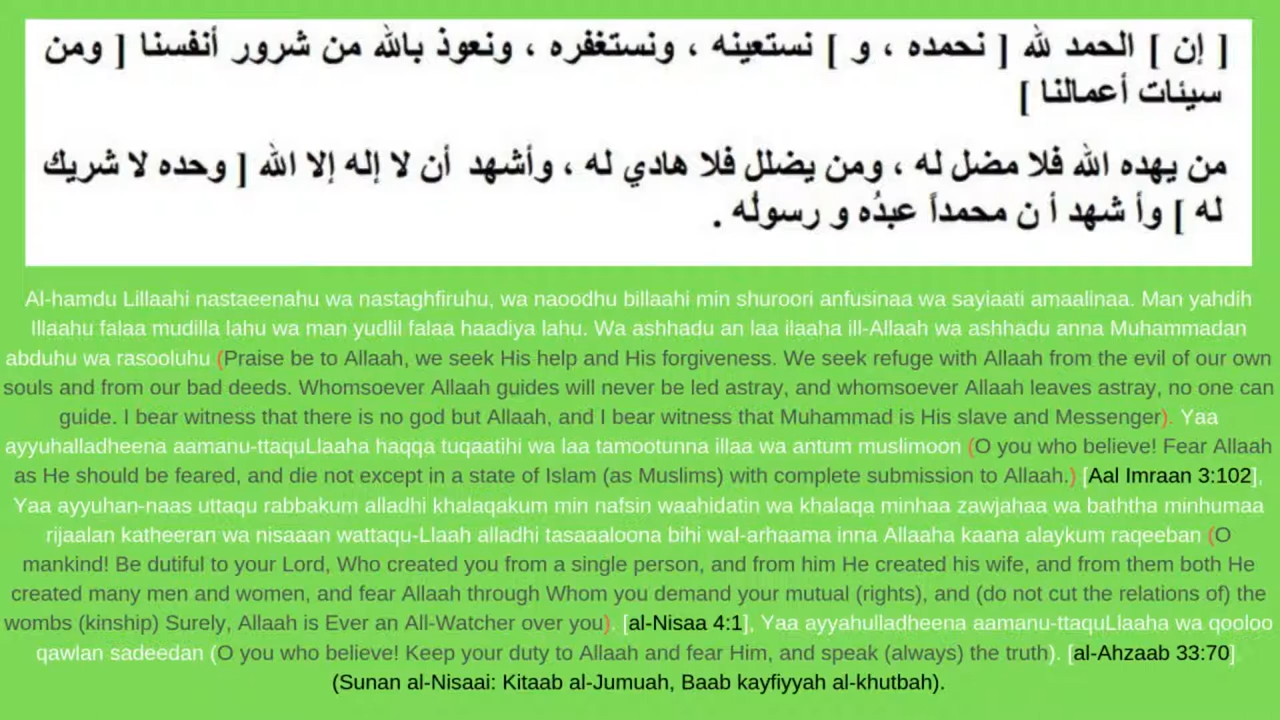 [ إن ] الحمد لله [ نحمده ، و ] نستعينه ، ونستغفره ، ونعوذ بالله من شرور أنفسنا [ ومن
سيئات أعمالنا ]
من يهده الله فلا مضل له ، ومن يضلل فلا هادي له ، وأشهد أن لا إله إلا الله [ وحده لا شريك
له ] وأ شهد أ ن محمداً عبدُه و رسولُه .
Al-hamdu Lillaahi nastaeenahu wa nastaghfiruhu, wa naoodhu billaahi min shuroori anfusinaa wa sayiaati amaalinaa. Man yahdih
Illaahu falaa mudilla lahu wa man yudlil falaa haadiya lahu. Wa ashhadu an laa ilaaha ill-Allaah wa ashhadu anna Muhammadan
abduhu wa rasooluhu (Praise be to Allaah, we seek His help and His forgiveness. We seek refuge with Allaah from the evil of our own
souls and from our bad deeds. Whomsoever Allaah guides will never be led astray, and whomsoever Allaah leaves astray, no one can
guide. I bear witness that there is no god but Allaah, and I bear witness that Muhammad is His slave and Messenger). Yaa
ayyuhalladheena aamanu-ttaquLlaaha haqqa tuqaatihi wa laa tamootunna illaa wa antum muslimoon (O you who believe! Fear Allaah
as He should be feared, and die not except in a state of Islam (as Muslims) with complete submission to Allaah.) [Aal Imraan 3:102],
Yaa ayyuhan-naas uttaqu rabbakum alladhi khalaqakum min nafsin waahidatin wa khalaqa minhaa zawjahaa wa baththa minhumaa
rijaalan katheeran wa nisaaan wattaqu-Llaah alladhi tasaaaloona bihi wal-arhaama inna Allaaha kaana alaykum raqeeban (O
mankind! Be dutiful to your Lord, Who created you from a single person, and from him He created his wife, and from them both He
created many men and women, and fear Allaah through Whom you demand your mutual (rights), and (do not cut the relations of) the
wombs (kinship) Surely, Allaah is Ever an All-Watcher over you). [al-Nisaa 4:1], Yaa ayyahulladheena aamanu-ttaquLlaaha wa qooloo
qawlan sadeedan (O you who believe! Keep your duty to Allaah and fear Him, and speak (always) the truth). [al-Ahzaab 33:70]
(Sunan al-Nisaai: Kitaab al-Jumuah, Baab kayfiyyah al-khutbah).